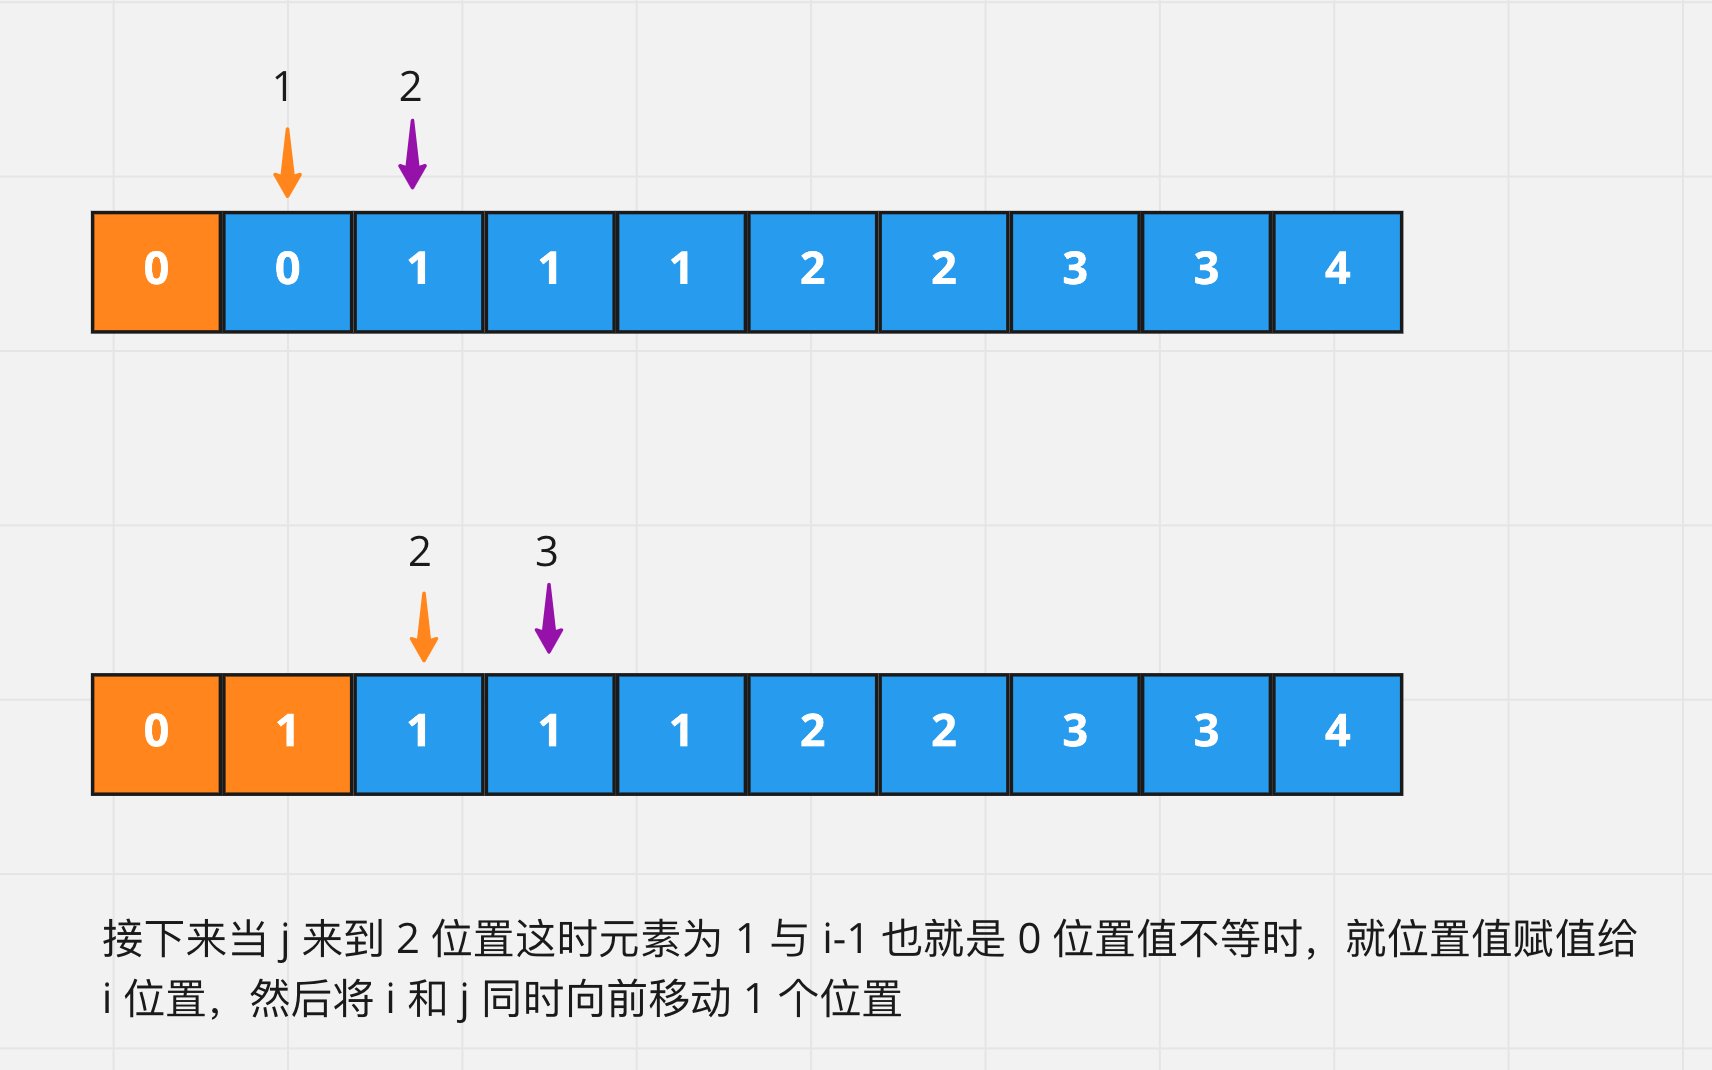 1 2
0 0 1 1 1 2 2 3 3 4
2 3
0 1 1 1 1 2 2 3 3 4
接下来当 j 来到 2 位置这时元素为 1 与 i-1 也就是 0 位置值不等时，就位置值赋值给
i 位置，然后将 i 和 j 同时向前移动 1 个位置